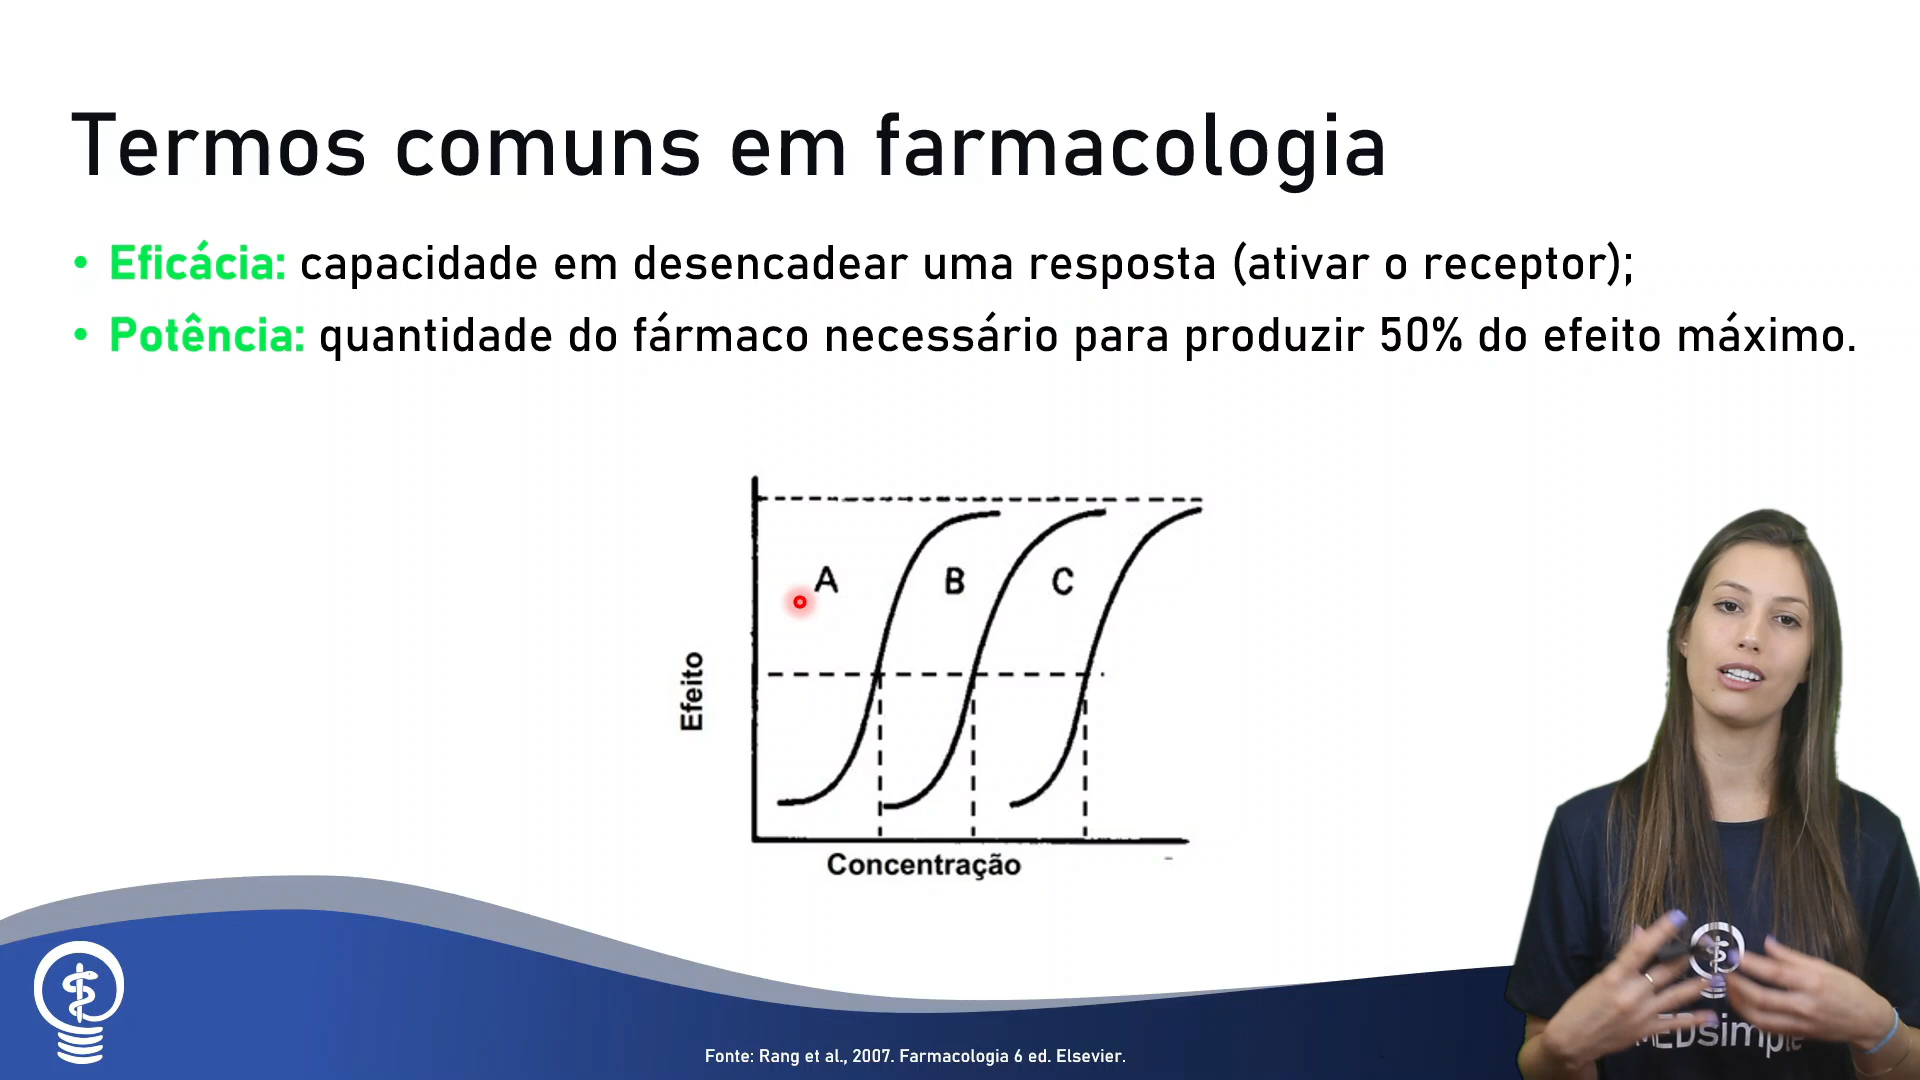 Termos comuns em farmacologia
• Eficácia: capacidade em desencadear uma resposta (ativar o receptor);
• Potência: quantidade do fármaco necessário para produzir 50% do efeito máximo.
A B C
Efeito
Concentração
MEDsimple
Fonte: Rang et al., 2007. Farmacologia 6 ed. Elsevier.